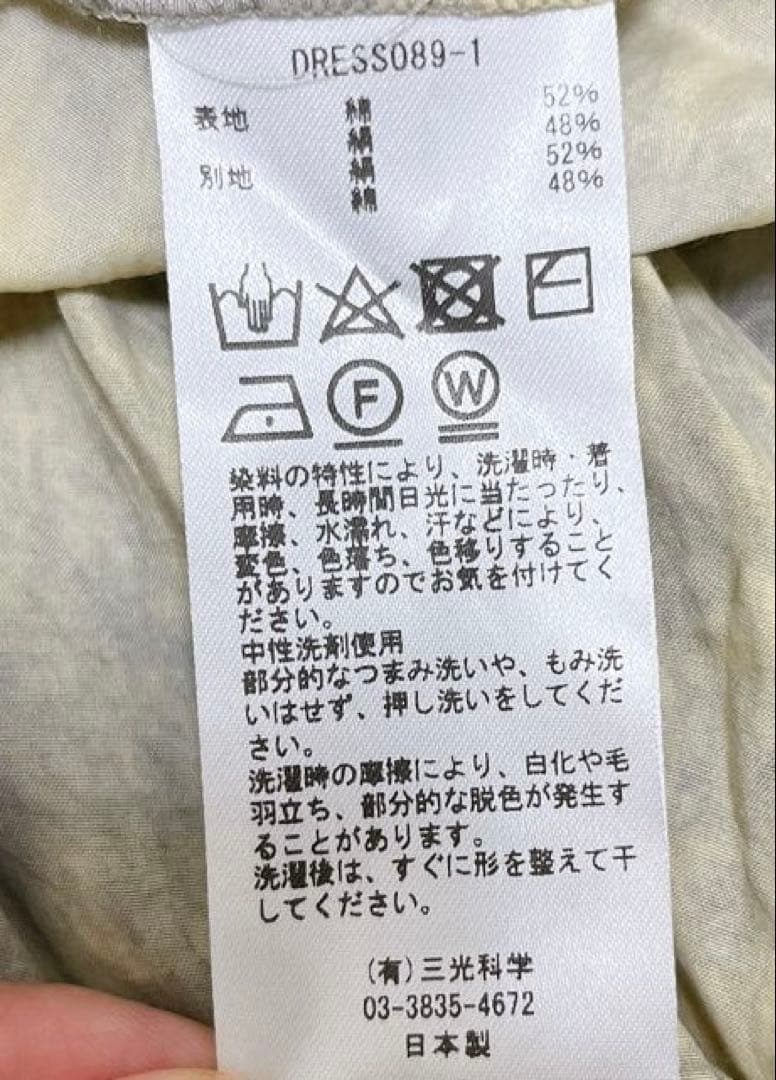 DRESS089-1
表地 綿 52%
絹 48%
別地 絹 52%
綿 48%
F W
染料の特性により、洗濯時・着
用時、長時間日光に当たったり、
摩擦、水濡れ、汗などにより、
変色、色落ち、色移りすること
がありますのでお気を付けてく
ださい。
中性洗剤使用
部分的なつまみ洗いや、もみ洗
いはせず、押し洗いをしてくだ
さい。
洗濯時の摩擦により、白化や毛
羽立ち、部分的な脱色が発生す
ることがあります。
洗濯後は、すぐに形を整えて干
してください。
(有)三光科学
03-3835-4672
日本製